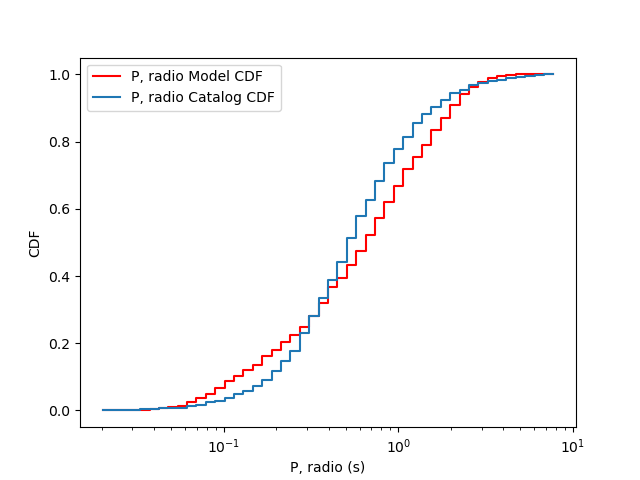 P, radio Model CDF
P, radio Catalog CDF
1.0
0.8
0.6
0.4
0.2
0.0
CDF
10⁻¹ 10⁰ 10¹
P, radio (s)